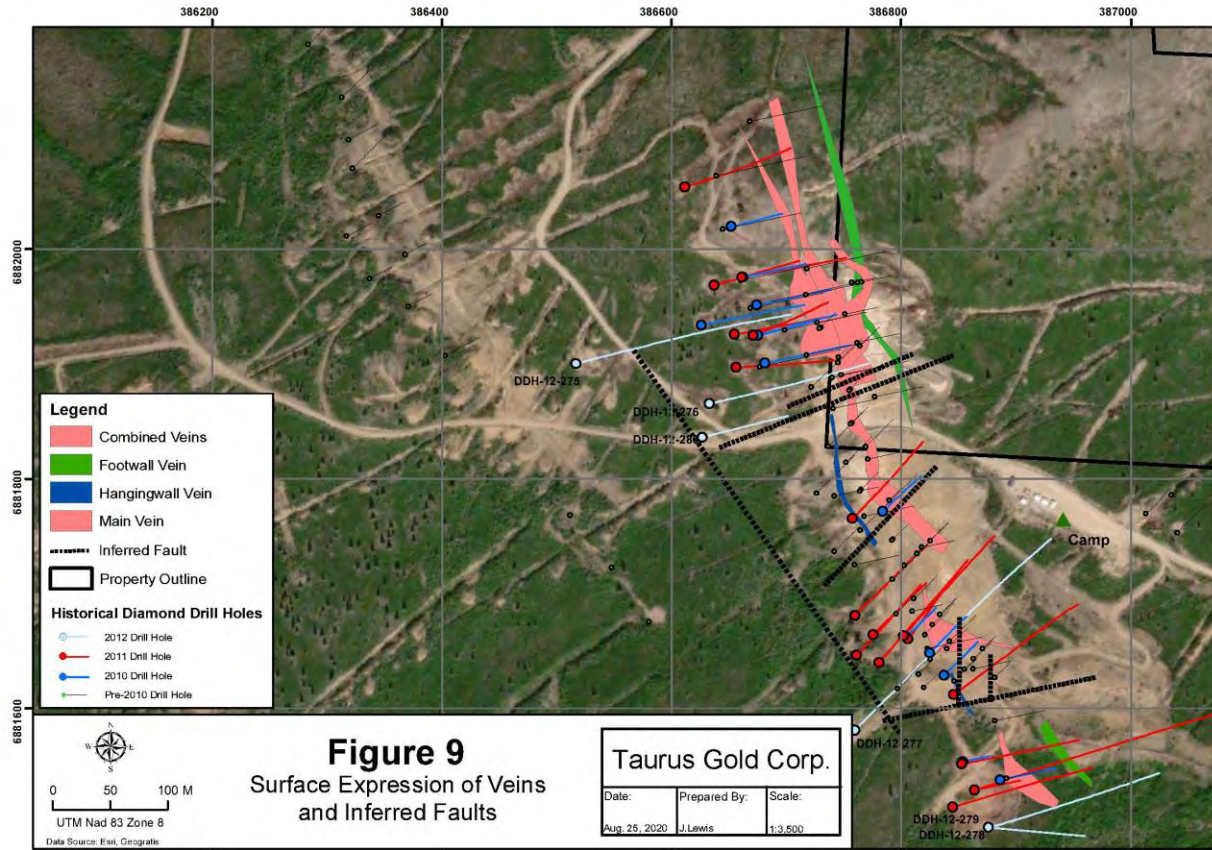 386200
386400
386600
386800
387000
6882000
6881800
6881600
DDH-12-275
DDH-12-276
Camp
DDH-12-277
DDH-12-279
DDH-12-278
Legend
Combined Veins
Footwall Vein
Hangingwall Vein
Main Vein
Inferred Fault
Property Outline
Historical Diamond Drill Holes
2012 Drill Hole
2011 Drill Hole
2010 Drill Hole
Pre-2010 Drill Hole
N
W
E
S
0 50 100 M
UTM Nad 83 Zone 8
Data Source: Esri, Geogratis
Figure 9
Surface Expression of Veins
and Inferred Faults
Taurus Gold Corp.
Date: Prepared By: Scale:
Aug. 25, 2020 J.Lewis 1:3,500